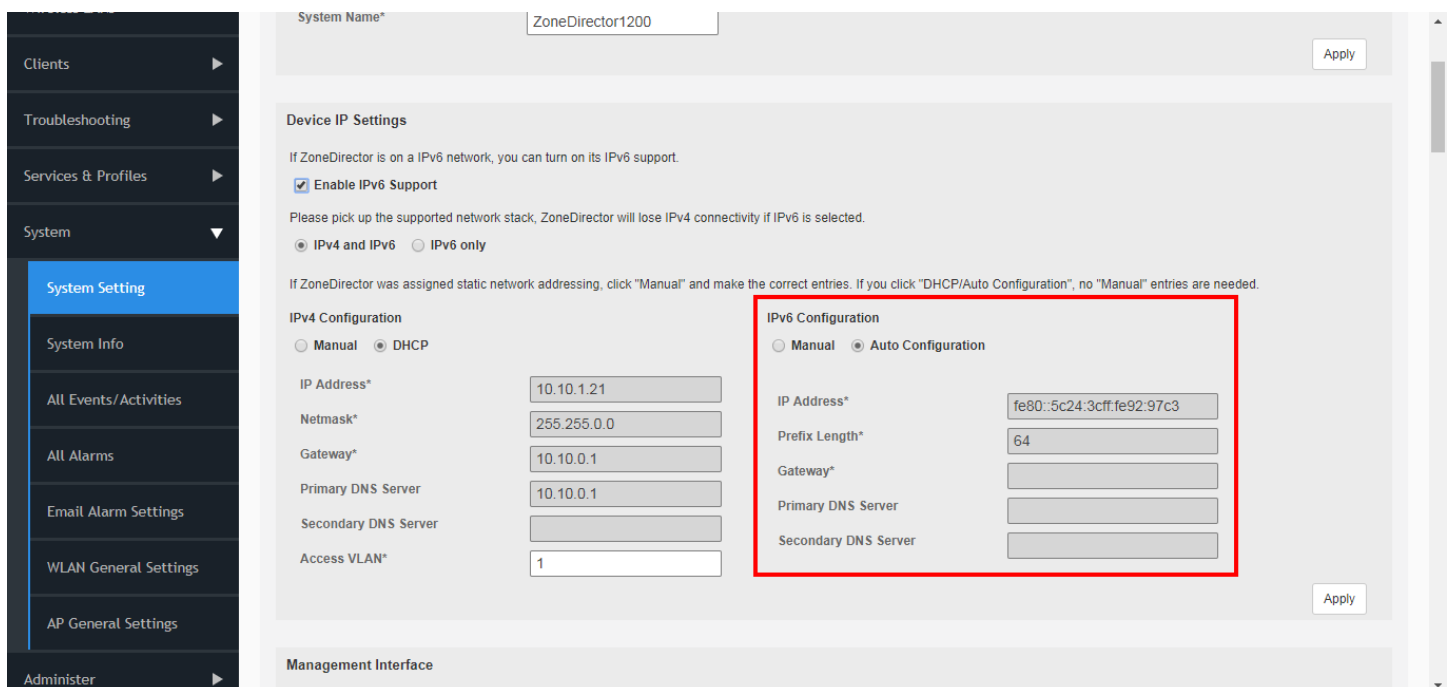 System Name*
ZoneDirector1200
Apply
Clients
Troubleshooting
Services & Profiles
System
System Setting
System Info
All Events/Activities
All Alarms
Email Alarm Settings
WLAN General Settings
AP General Settings
Administer
Device IP Settings
If ZoneDirector is on a IPv6 network, you can turn on its IPv6 support.
Enable IPv6 Support
Please pick up the supported network stack, ZoneDirector will lose IPv4 connectivity if IPv6 is selected.
IPv4 and IPv6 IPv6 only
If ZoneDirector was assigned static network addressing, click "Manual" and make the correct entries. If you click "DHCP/Auto Configuration", no "Manual" entries are needed.
IPv4 Configuration
Manual DHCP
IP Address* 10.10.1.21
Netmask* 255.255.0.0
Gateway* 10.10.0.1
Primary DNS Server 10.10.0.1
Secondary DNS Server
Access VLAN* 1
IPv6 Configuration
Manual Auto Configuration
IP Address* fe80::5c24:3cff:fe92:97c3
Prefix Length* 64
Gateway*
Primary DNS Server
Secondary DNS Server
Apply
Management Interface